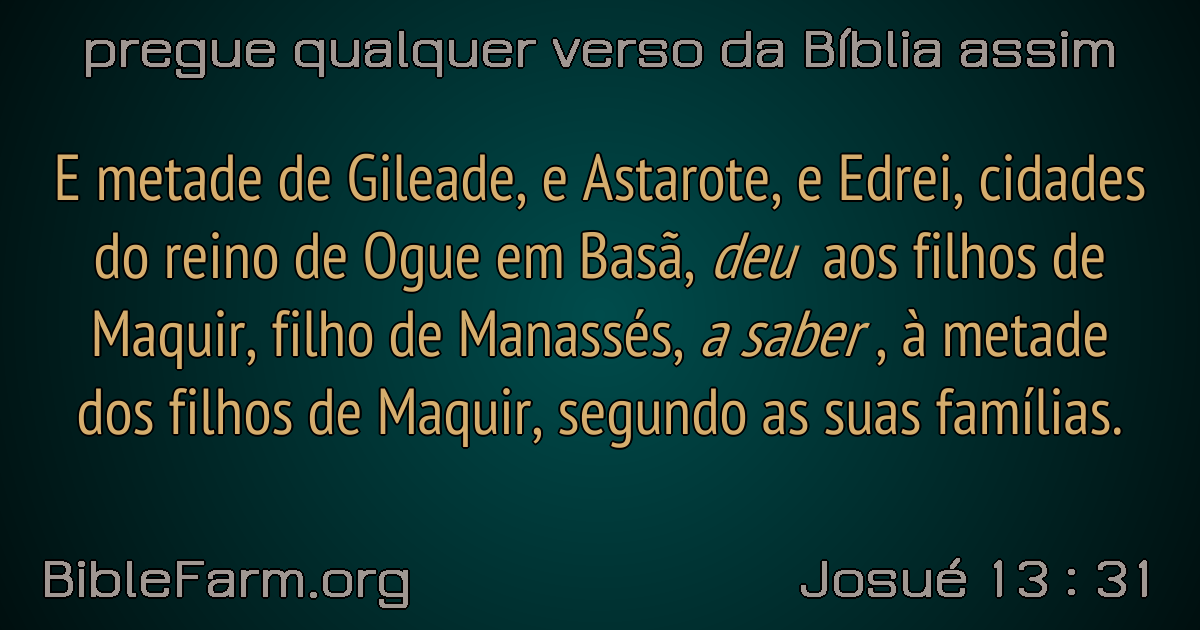 pregue qualquer verso da Bíblia assim
E metade de Gileade, e Astarote, e Edrei, cidades
do reino de Ogue em Basã, deu aos filhos de
Maquir, filho de Manassés, a saber , à metade
dos filhos de Maquir, segundo as suas famílias.
BibleFarm.org
Josué 13 : 31